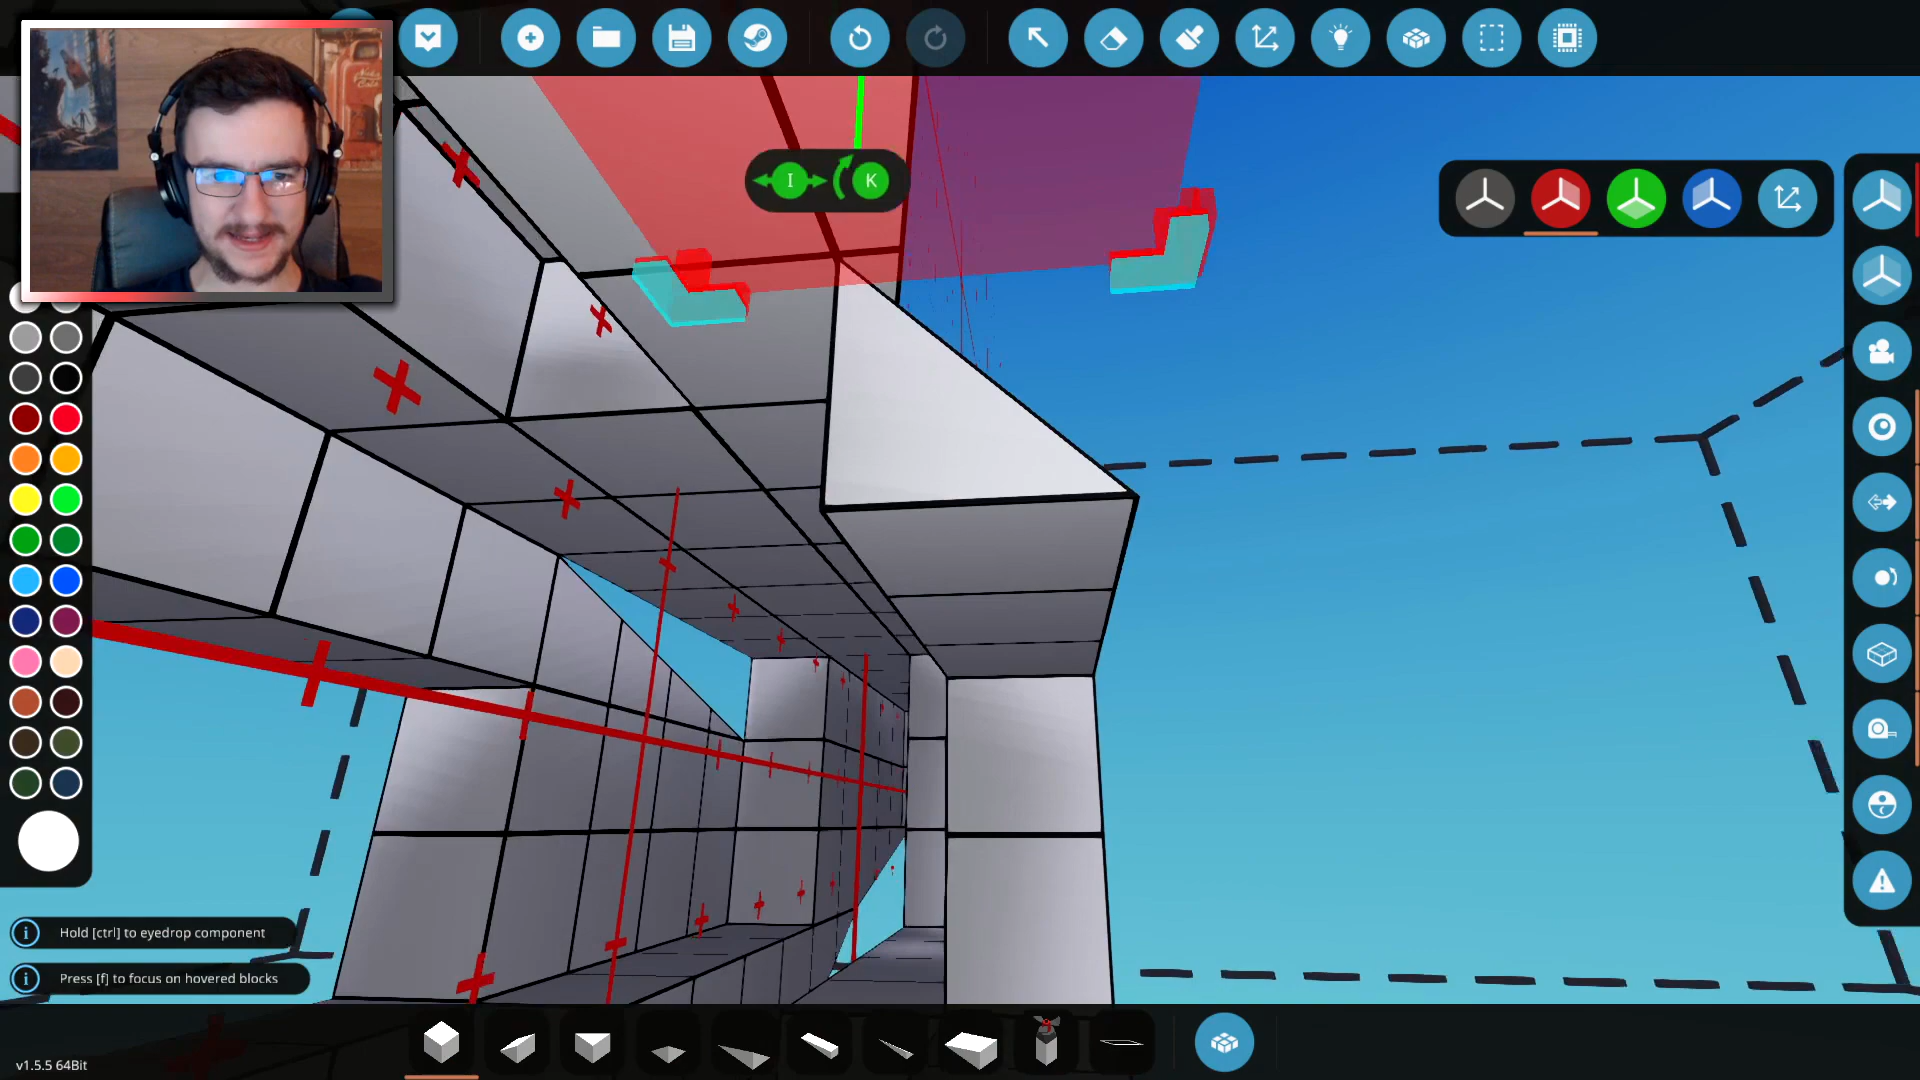 I
K
Hold [ctrl] to eyedrop component
Press [f] to focus on hovered blocks
v1.5.5 64Bit